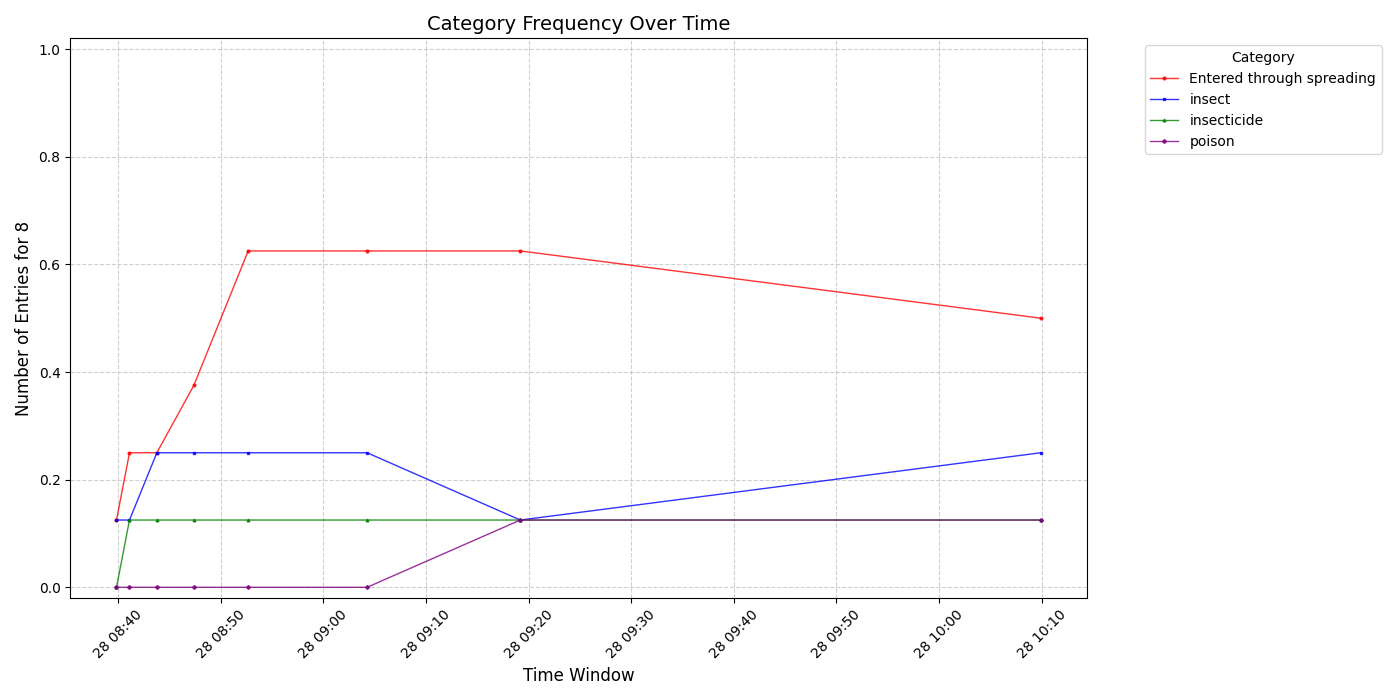 Category Frequency Over Time
Number of Entries for 8
1.0
0.8
0.6
0.4
0.2
0.0
28 08:40
28 08:50
28 09:00
28 09:10
28 09:20
28 09:30
28 09:40
28 09:50
28 10:00
28 10:10
Time Window
Category
Entered through spreading
insect
insecticide
poison